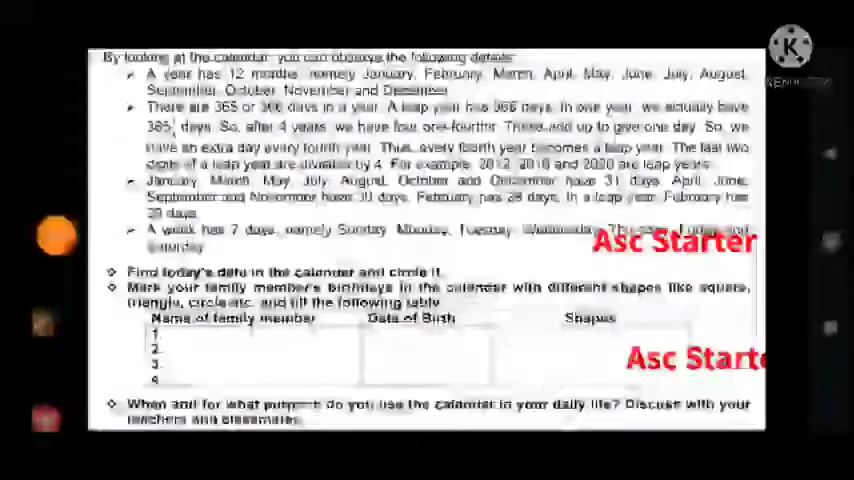 By looking at the calendar, you can observe the following details:
➢ A year has 12 months, namely January, February, March, April, May, June, July, August, September, October, November and December.
➢ There are 365 or 366 days in a year. A leap year has 366 days. In one year, we actually have
365 days. So, after 4 years, we have four one-fourths. These add up to give one day. So, we
have an extra day every fourth year. Thus, every fourth year becomes a leap year. The last two
digits of a leap year are divided by 4. For example: 2012, 2016 and 2020 are leap years.
➢ January, March, May, July, August, October and December have 31 days. April, June,
September and November have 30 days. February has 28 days. In a leap year, February has
29 days.
➢ A week has 7 days, namely Sunday, Monday, Tuesday, Wednesday, Thursday, Friday and
Saturday.
Asc Starter
❖ Find today's date in the calendar and circle it.
❖ Mark your family member's birthdays in the calendar with different shapes like square,
triangle, circle etc. and fill the following table.
Name of family member Date of Birth Shapes
1.
2.
3.
4.
Asc Starte
❖ When and for what purpose do you use the calendar in your daily life? Discuss with your
teachers and classmates.
K